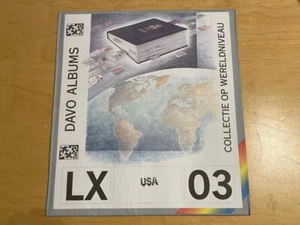 DAVO ALBUMS
COLLECTIE OP WERELDNIVEAU
LX
USA
03